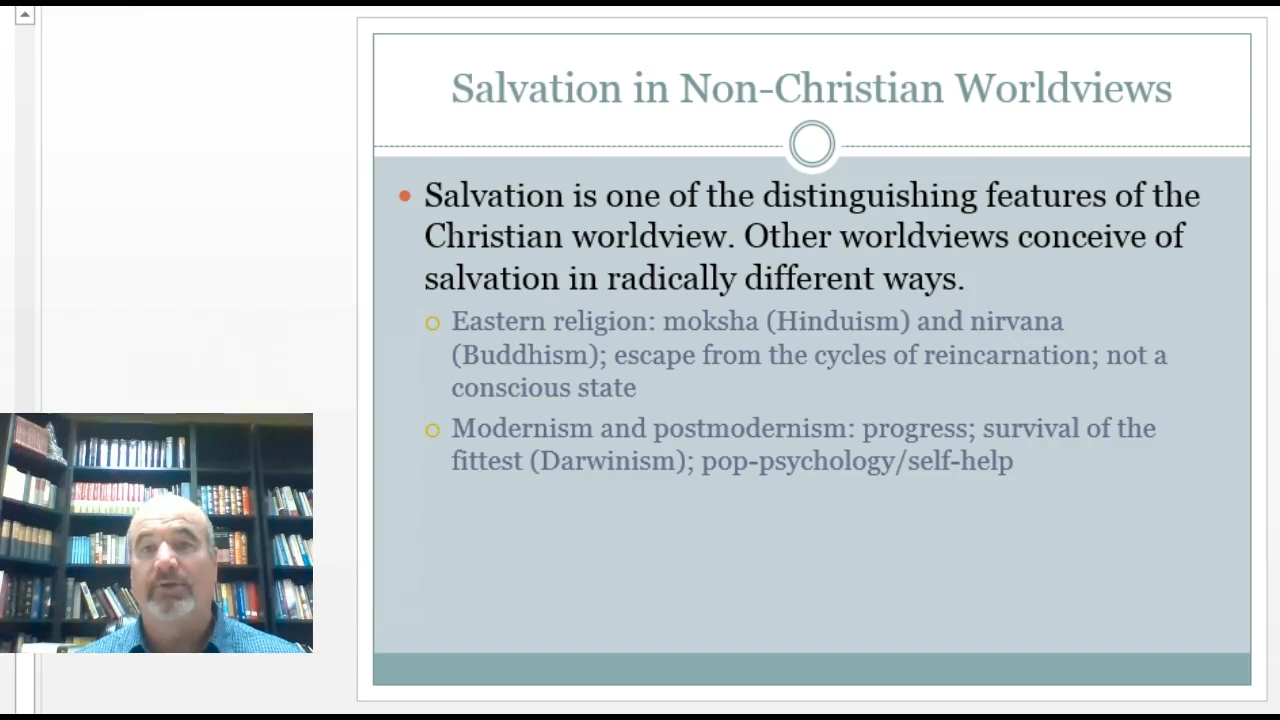 Salvation in Non-Christian Worldviews
Salvation is one of the distinguishing features of the
Christian worldview. Other worldviews conceive of
salvation in radically different ways.
Eastern religion: moksha (Hinduism) and nirvana
(Buddhism); escape from the cycles of reincarnation; not a
conscious state
Modernism and postmodernism: progress; survival of the
fittest (Darwinism); pop-psychology/self-help